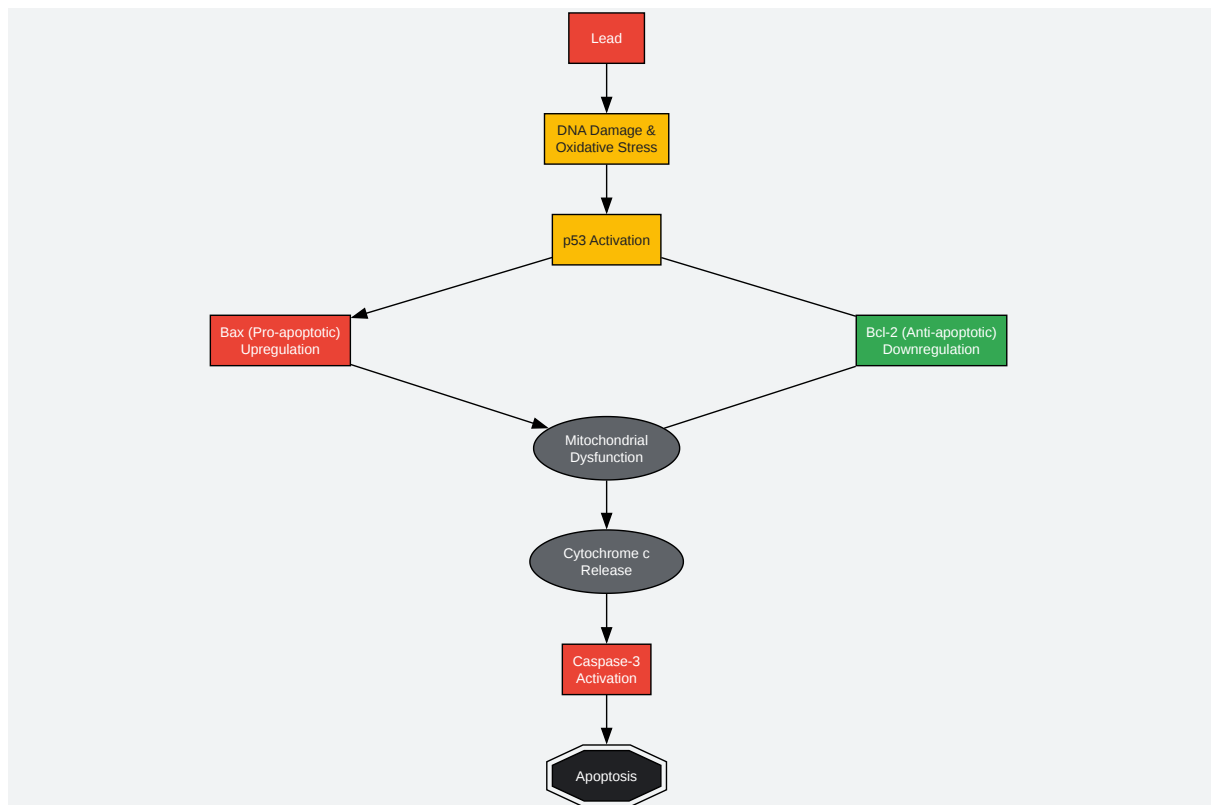 Lead
DNA Damage &
Oxidative Stress
p53 Activation
Bax (Pro-apoptotic)
Upregulation
Bcl-2 (Anti-apoptotic)
Downregulation
Mitochondrial
Dysfunction
Cytochrome c
Release
Caspase-3
Activation
Apoptosis